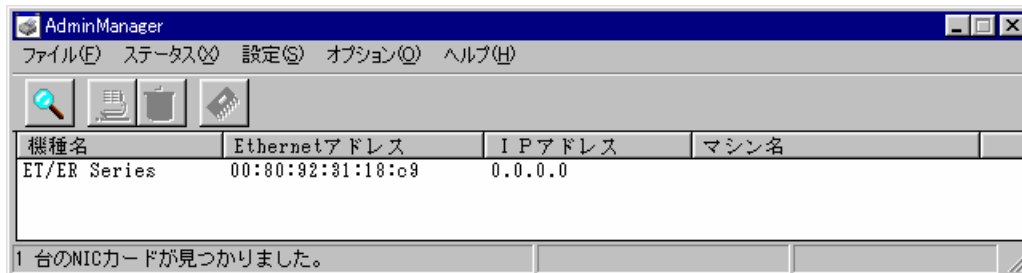 AdminManager
ファイル(F) ステータス(X) 設定(S) オプション(O) ヘルプ(H)
機種名 Ethernetアドレス IPアドレス マシン名
ET/ER Series 00:80:92:31:18:c9 0.0.0.0
1 台のNICカードが見つかりました。